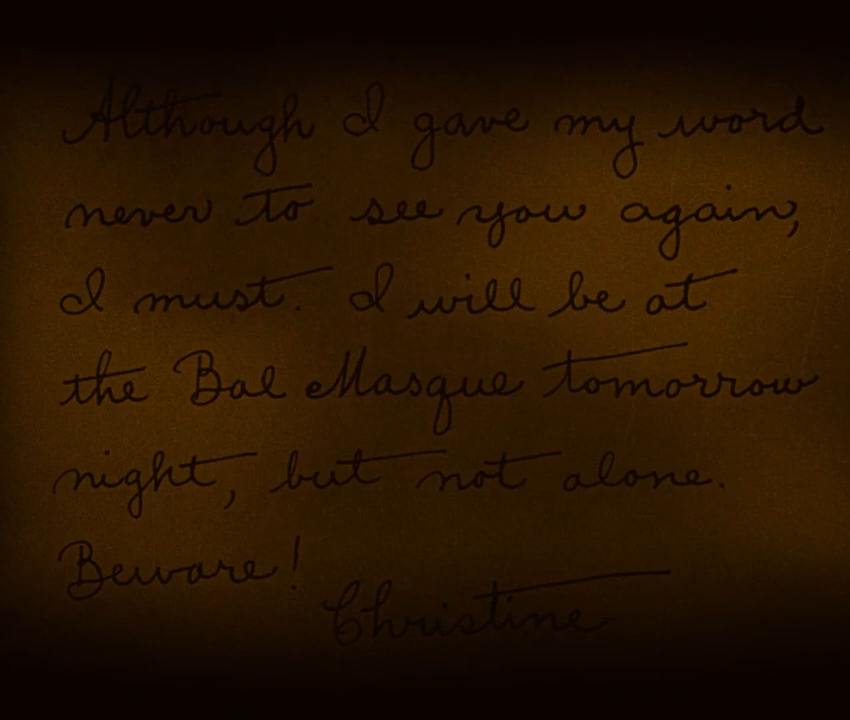 Although I gave my word
never to see you again,
I must. I will be at
the Bal Masque tomorrow
night, but not alone.
Beware!
Christine